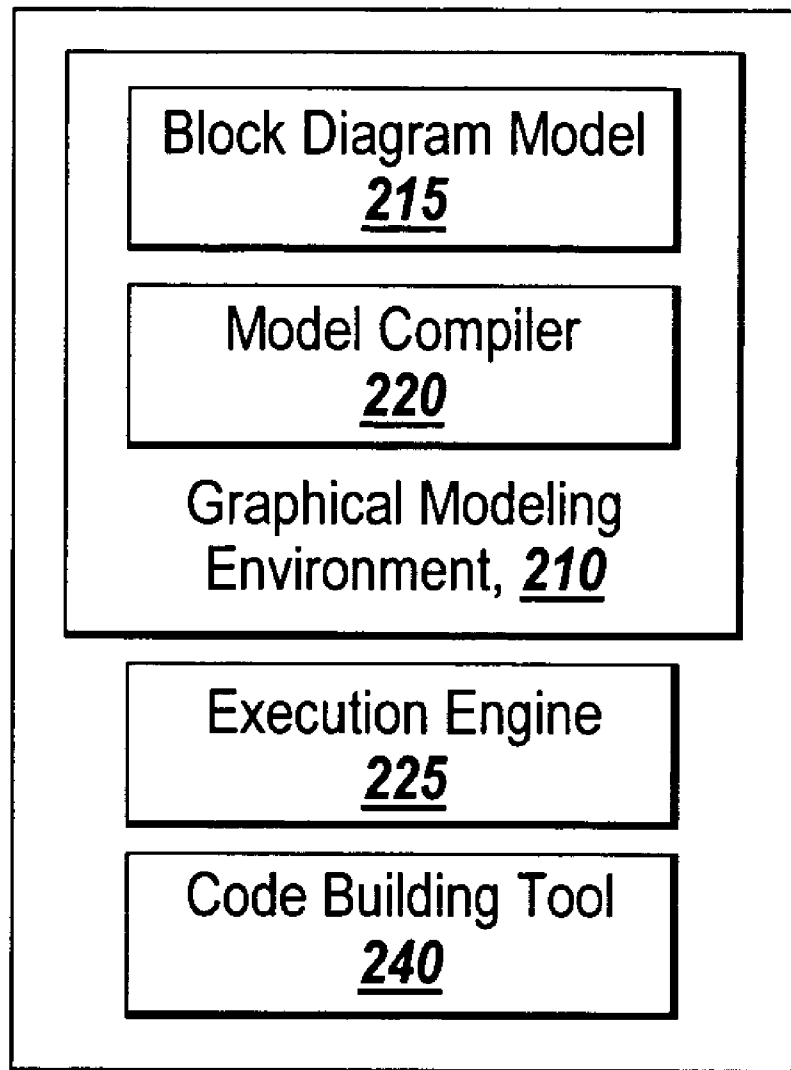 Block Diagram Model
215
Model Compiler
220
Graphical Modeling
Environment, 210
Execution Engine
225
Code Building Tool
240